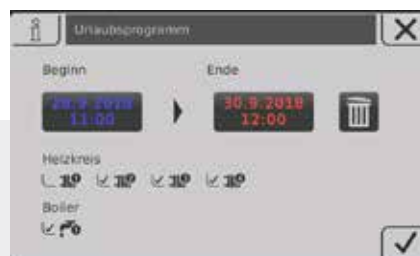 Urlaubsprogramm
Beginn Ende
28.9.2018 30.9.2018
11:00 12:00
Heizkreis
Boiler